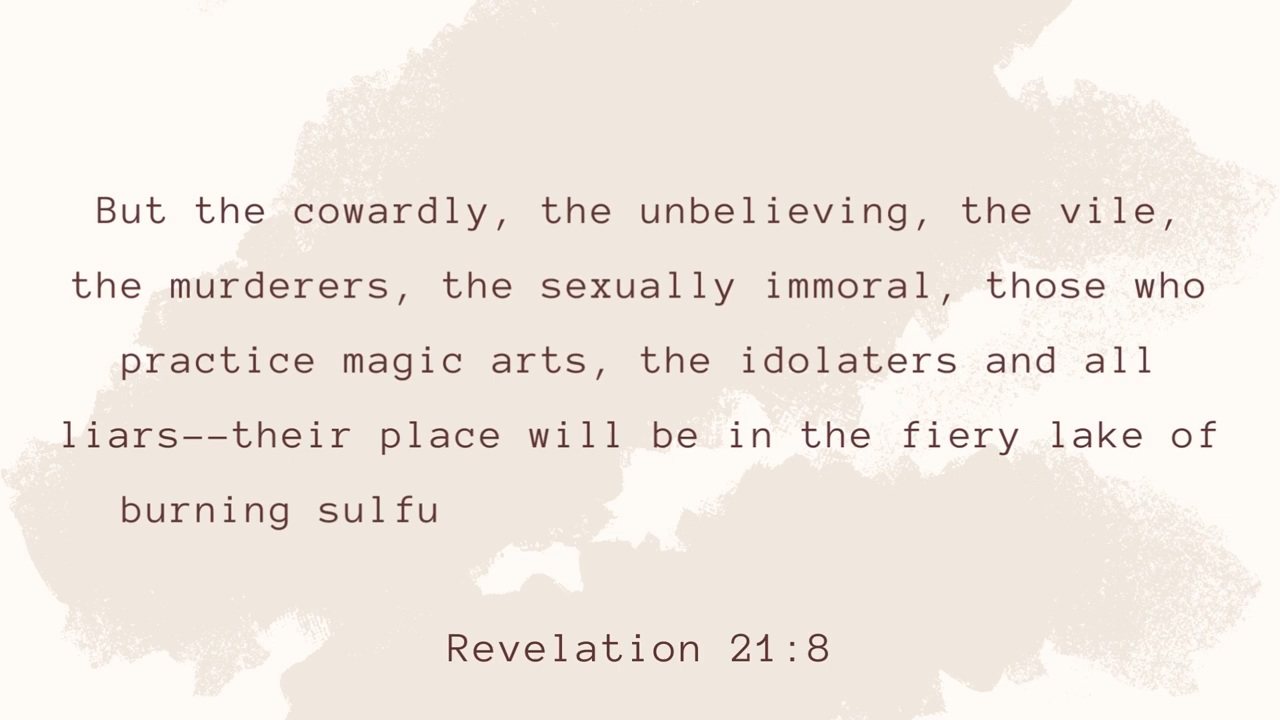 But the cowardly, the unbelieving, the vile,
the murderers, the sexually immoral, those who
practice magic arts, the idolaters and all
liars--their place will be in the fiery lake of
burning sulfu
Revelation 21:8